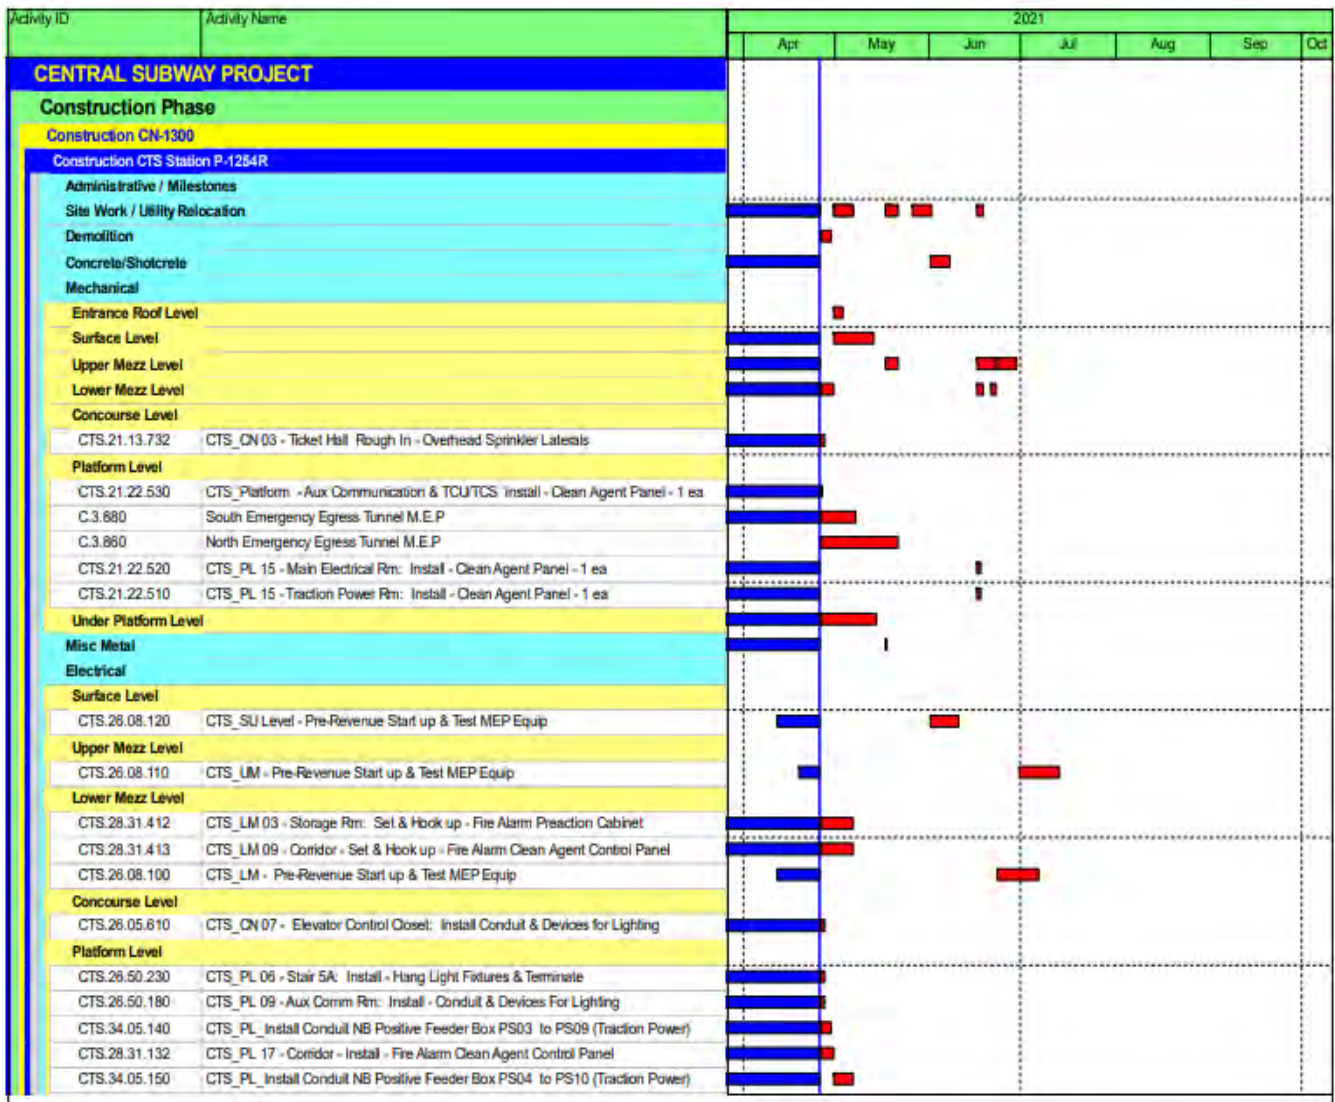 Activity ID Activity Name 2021
Apr May Jun Jul Aug Sep Oct
CENTRAL SUBWAY PROJECT
Construction Phase
Construction CN-1300
Construction CTS Station P-1254R
Administrative / Milestones
Site Work / Utility Relocation
Demolition
Concrete/Shotcrete
Mechanical
Entrance Roof Level
Surface Level
Upper Mezz Level
Lower Mezz Level
Concourse Level
CTS.21.13.732 CTS_CN 03 - Ticket Hall Rough In - Overhead Sprinkler Laterals
Platform Level
CTS.21.22.530 CTS_Platform - Aux Communication & TCU/TCS Install - Clean Agent Panel - 1 ea
C.3.880 South Emergency Egress Tunnel M.E.P
C.3.860 North Emergency Egress Tunnel M.E.P
CTS.21.22.520 CTS_PL 15 - Main Electrical Rm: Install - Clean Agent Panel - 1 ea
CTS.21.22.510 CTS_PL 15 - Traction Power Rm: Install - Clean Agent Panel - 1 ea
Under Platform Level
Misc Metal
Electrical
Surface Level
CTS.26.08.120 CTS_SU Level - Pre-Revenue Start up & Test MEP Equip
Upper Mezz Level
CTS.26.08.110 CTS_UM - Pre-Revenue Start up & Test MEP Equip
Lower Mezz Level
CTS.28.31.412 CTS_LM 03 - Storage Rm: Set & Hook up - Fire Alarm Preaction Cabinet
CTS.28.31.413 CTS_LM 09 - Corridor - Set & Hook up - Fire Alarm Clean Agent Control Panel
CTS.26.08.100 CTS_LM - Pre-Revenue Start up & Test MEP Equip
Concourse Level
CTS.26.05.610 CTS_CN 07 - Elevator Control Closet: Install Conduit & Devices for Lighting
Platform Level
CTS.26.50.230 CTS_PL 06 - Stair 5A: Install - Hang Light Fixtures & Terminate
CTS.26.50.180 CTS_PL 09 - Aux Comm Rm: Install - Conduit & Devices For Lighting
CTS.34.05.140 CTS_PL_Install Conduit NB Positive Feeder Box PS03 to PS09 (Traction Power)
CTS.28.31.132 CTS_PL 17 - Corridor - Install - Fire Alarm Clean Agent Control Panel
CTS.34.05.150 CTS_PL_Install Conduit NB Positive Feeder Box PS04 to PS10 (Traction Power)